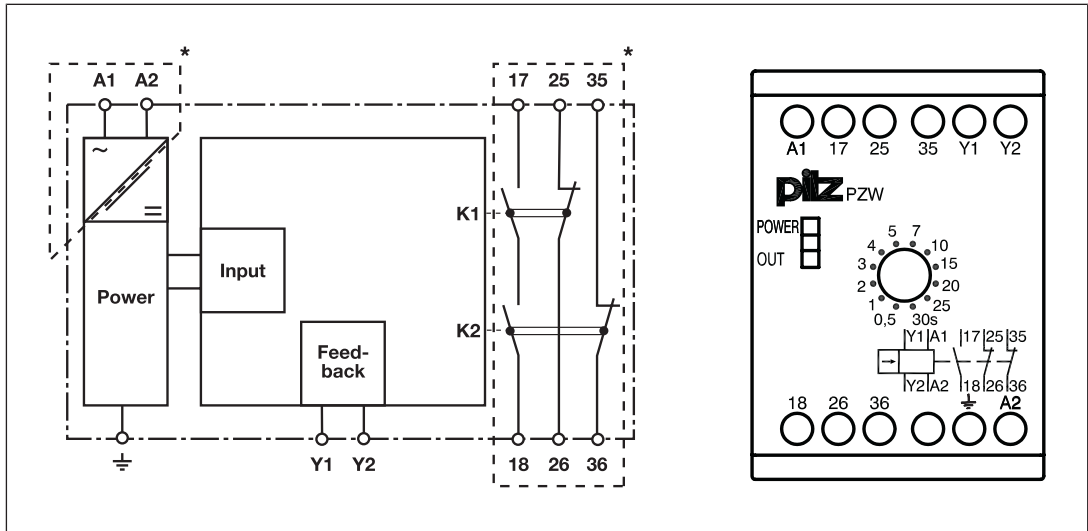 * *
A1 A2 17 25 35
~
=
K1
Input
Power
K2
Feed-
back
Y1 Y2 18 26 36
A1 17 25 35 Y1 Y2
pilz PZW
POWER
OUT
5 7
4 10
3 15
2 20
1 25
0,5 30s
Y1 A1 17 25 35
Y2 A2 18 26 36
18 26 36 A2